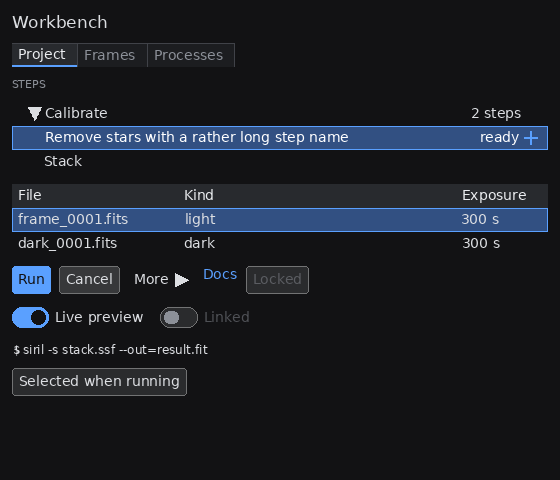 Workbench
Project Frames Processes
STEPS
Calibrate 2 steps
Remove stars with a rather long step name ready
Stack
File Kind Exposure
frame_0001.fits light 300 s
dark_0001.fits dark 300 s
Run Cancel More Docs Locked
Live preview Linked
$ siril -s stack.ssf --out=result.fit
Selected when running